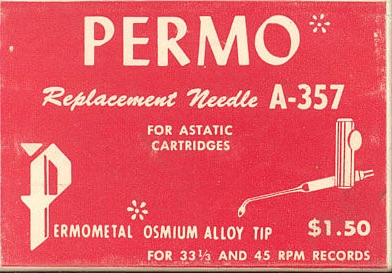 PERMO
Replacement Needle A-357
FOR ASTATIC
CARTRIDGES
PERMOMETAL OSMIUM ALLOY TIP
$1.50
FOR 33⅓ AND 45 RPM RECORDS